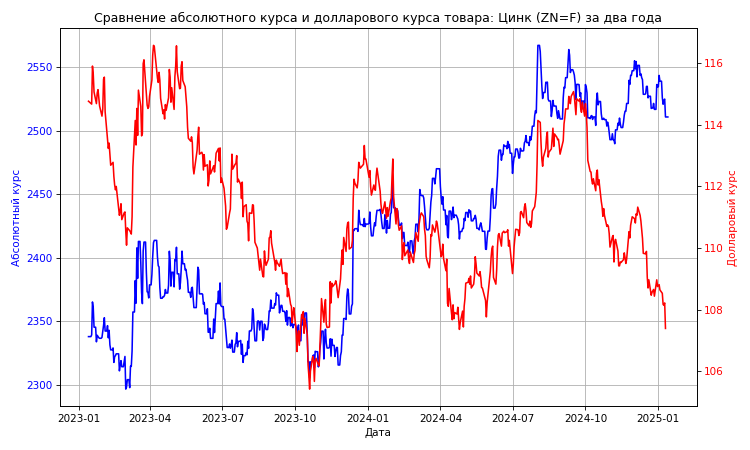 Сравнение абсолютного курса и долларового курса товара: Цинк (ZN=F) за два года
Абсолютный курс
2550
2500
2450
2400
2350
2300
116
114
112
110
108
106
Долларовый курс
2023-01 2023-04 2023-07 2023-10 2024-01 2024-04 2024-07 2024-10 2025-01
Дата